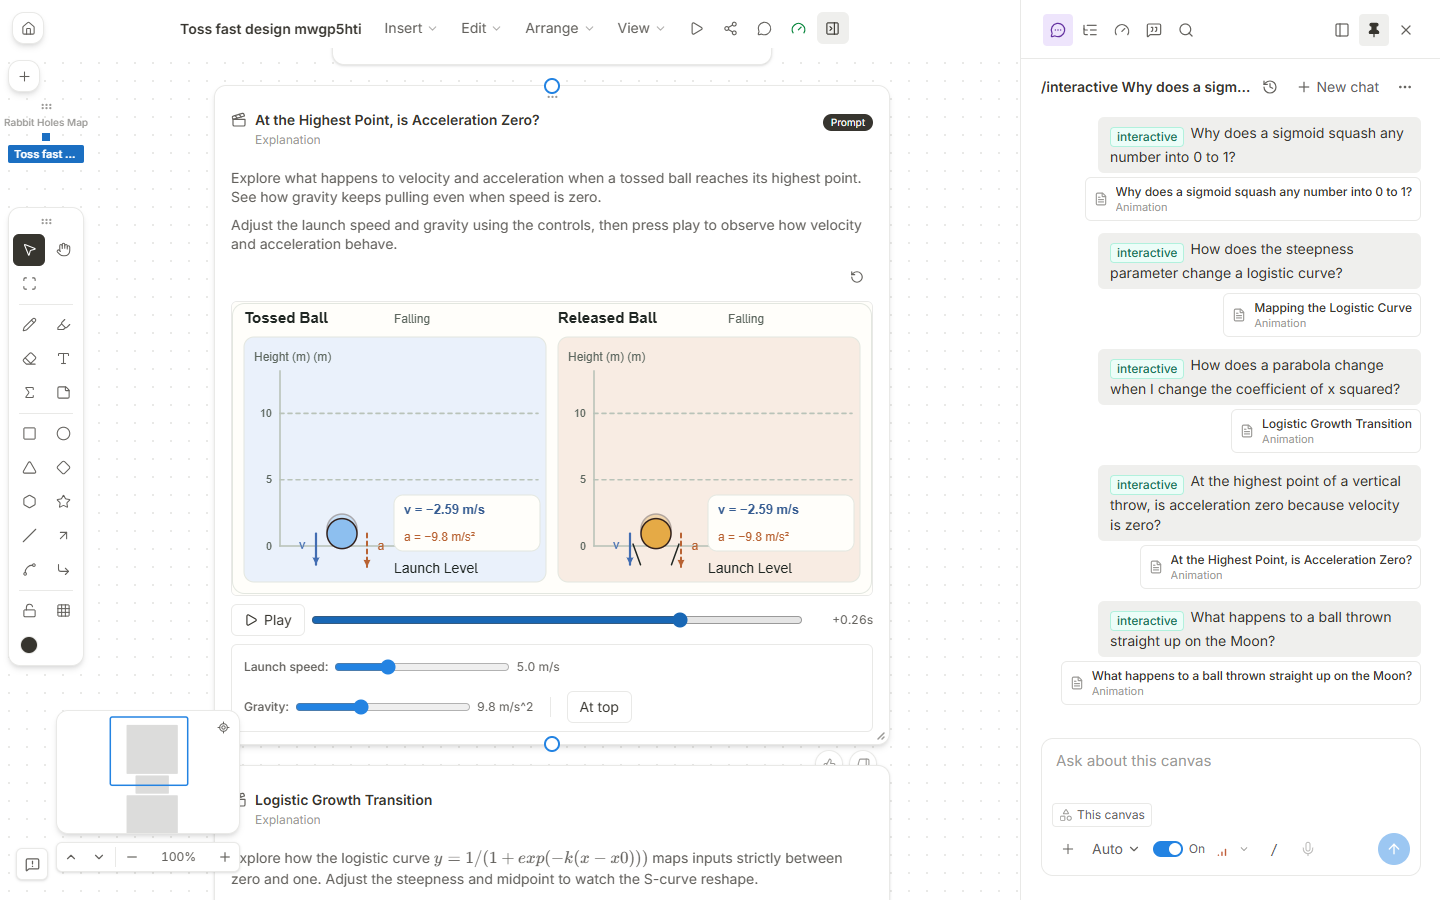 Toss fast design mwgp5hti
Insert
Edit
Arrange
View
Rabbit Holes Map
Toss fast ...
At the Highest Point, is Acceleration Zero?
Explanation
Prompt
Explore what happens to velocity and acceleration when a tossed ball reaches its highest point.
See how gravity keeps pulling even when speed is zero.
Adjust the launch speed and gravity using the controls, then press play to observe how velocity
and acceleration behave.
Tossed Ball
Falling
Height (m) (m)
10
5
0
v
a
v = −2.59 m/s
a = −9.8 m/s²
Launch Level
Released Ball
Falling
Height (m) (m)
10
5
0
v
a
v = −2.59 m/s
a = −9.8 m/s²
Launch Level
Play
+0.26s
Launch speed:
5.0 m/s
Gravity:
9.8 m/s^2
At top
100%
Logistic Growth Transition
Explanation
xplore how the logistic curve y = 1/(1 + exp(−k(x − x0))) maps inputs strictly between
zero and one. Adjust the steepness and midpoint to watch the S-curve reshape.
/interactive Why does a sigm...
New chat
interactive Why does a sigmoid squash any
number into 0 to 1?
Why does a sigmoid squash any number into 0 to 1?
Animation
interactive How does the steepness
parameter change a logistic curve?
Mapping the Logistic Curve
Animation
interactive How does a parabola change
when I change the coefficient of x squared?
Logistic Growth Transition
Animation
interactive At the highest point of a vertical
throw, is acceleration zero because velocity
is zero?
At the Highest Point, is Acceleration Zero?
Animation
interactive What happens to a ball thrown
straight up on the Moon?
What happens to a ball thrown straight up on the Moon?
Animation
Ask about this canvas
This canvas
Auto
On
/